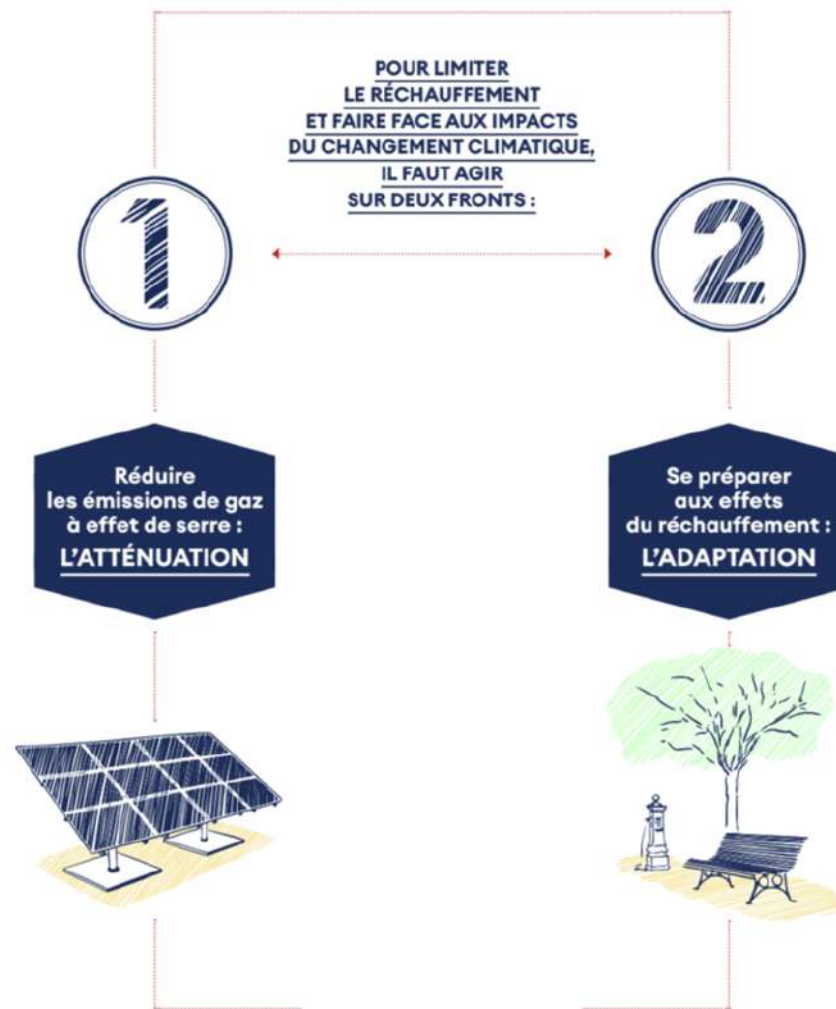 POUR LIMITER
LE RÉCHAUFFEMENT
ET FAIRE FACE AUX IMPACTS
DU CHANGEMENT CLIMATIQUE,
IL FAUT AGIR
SUR DEUX FRONTS :
1
2
Réduire
les émissions de gaz
à effet de serre :
L'ATTÉNUATION
Se préparer
aux effets
du réchauffement :
L'ADAPTATION